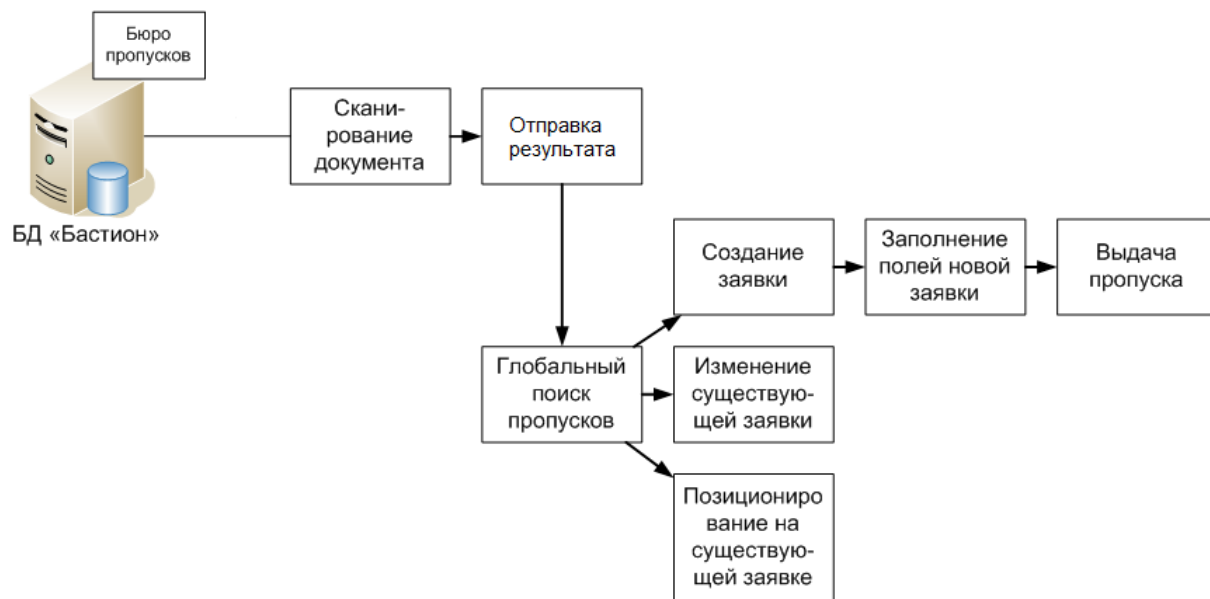 Бюро
пропусков
БД «Бастион»
Скани-
рование
документа
Отправка
результата
Глобальный
поиск
пропусков
Создание
заявки
Заполнение
полей новой
заявки
Выдача
пропуска
Изменение
существую-
щей заявки
Позициониро
вание на
существую-
щей заявке